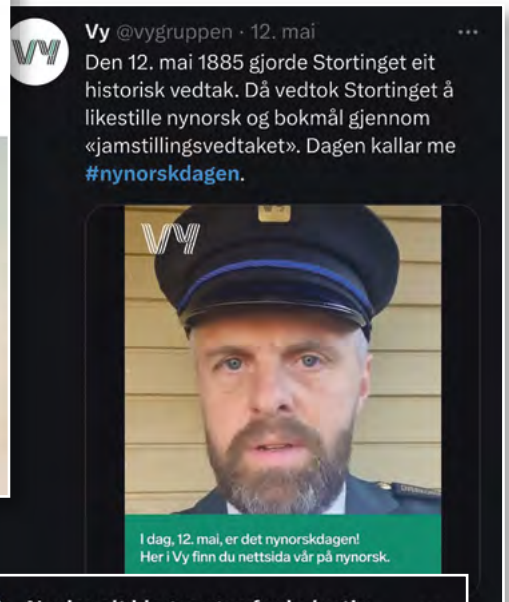 VY
Vy @vygruppen · 12. mai
Den 12. mai 1885 gjorde Stortinget eit
historisk vedtak. Då vedtok Stortinget å
likestille nynorsk og bokmål gjennom
«jamstillingsvedtaket». Dagen kallar me
#nynorskdagen.
VY
I dag, 12. mai, er det nynorskdagen!
Her i Vy finn du nettsida vår på nynorsk.